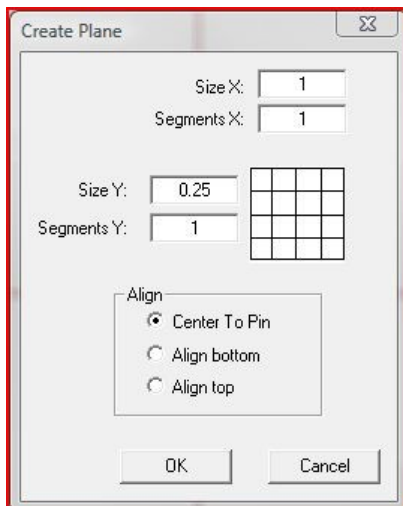 Create Plane
Size X: 1
Segments X: 1
Size Y: 0.25
Segments Y: 1
Align
Center To Pin
Align bottom
Align top
OK Cancel